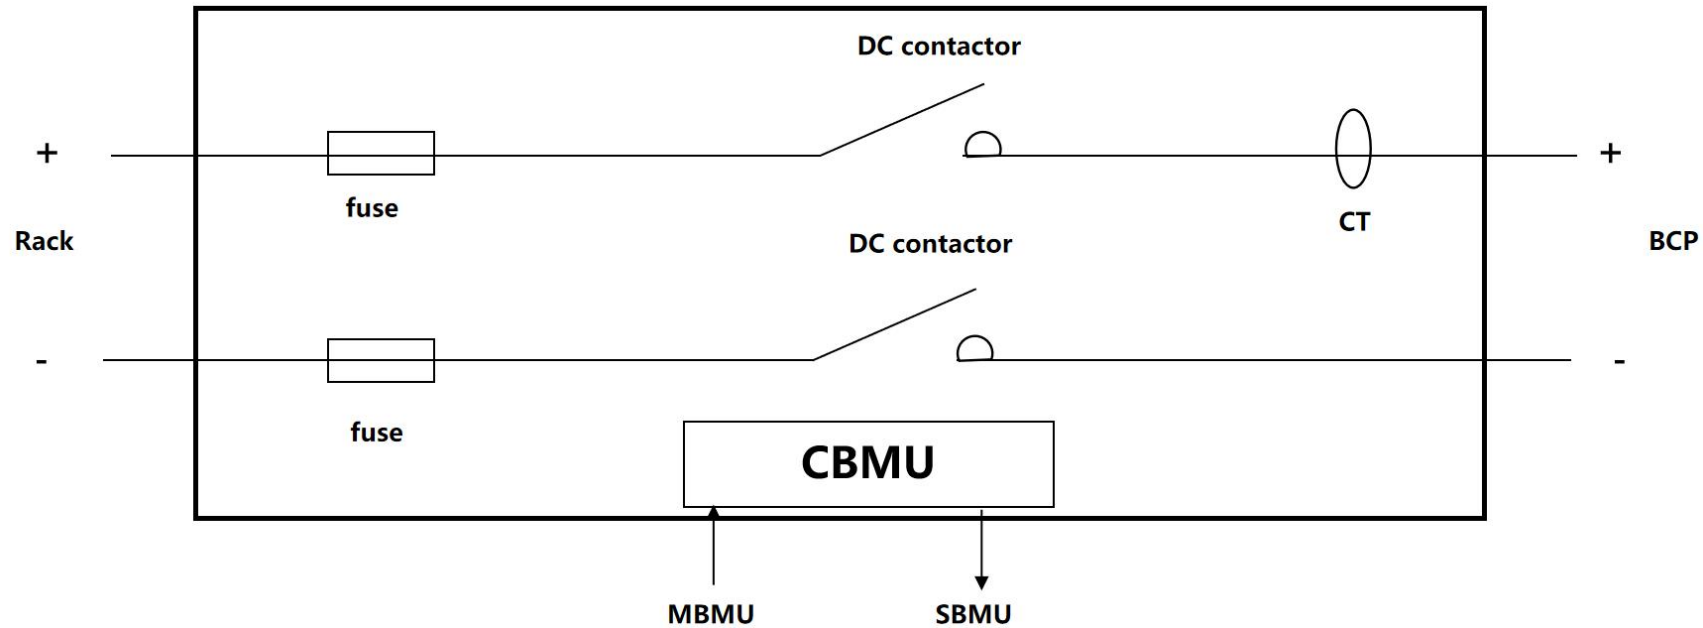 DC contactor
+
+
fuse
CT
Rack
DC contactor
BCP
-
-
fuse
CBMU
MBMU
SBMU